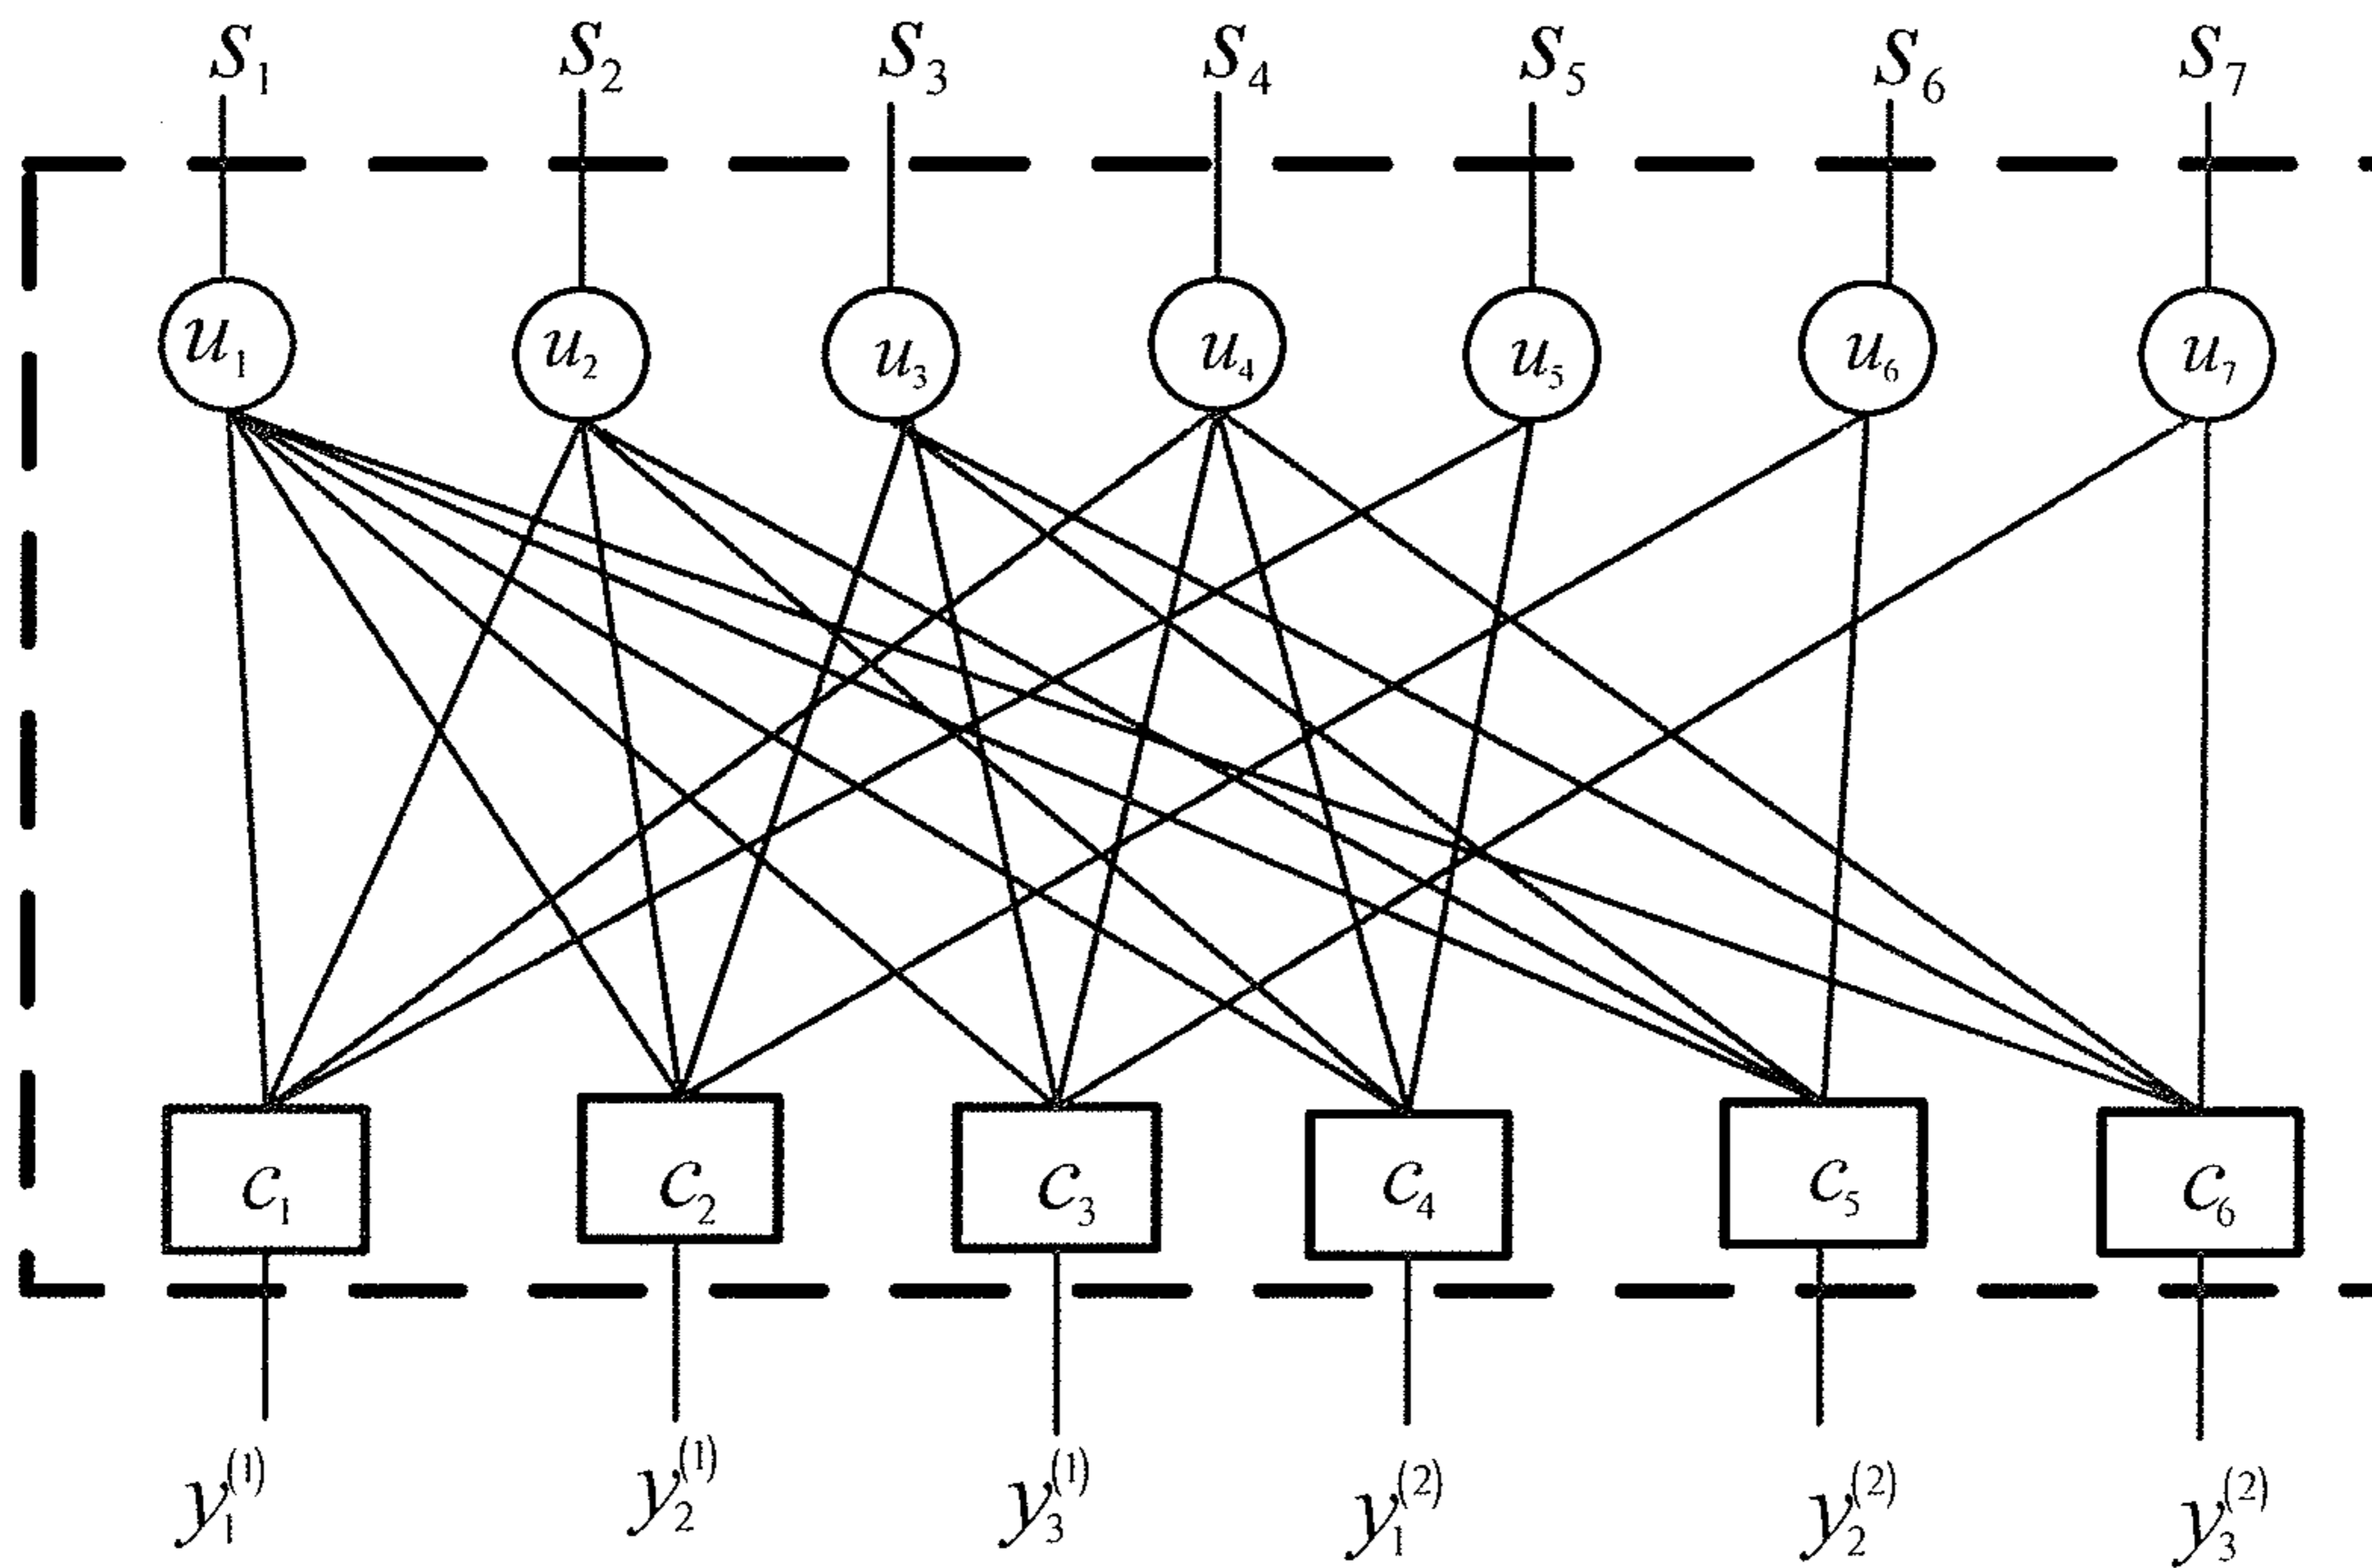 S₁ S₂ S₃ S₄ S₅ S₆ S₇
u₁ u₂ u₃ u₄ u₅ u₆ u₇
c₁ c₂ c₃ c₄ c₅ c₆
y₁⁽¹⁾ y₂⁽¹⁾ y₃⁽¹⁾ y₁⁽²⁾ y₂⁽²⁾ y₃⁽²⁾